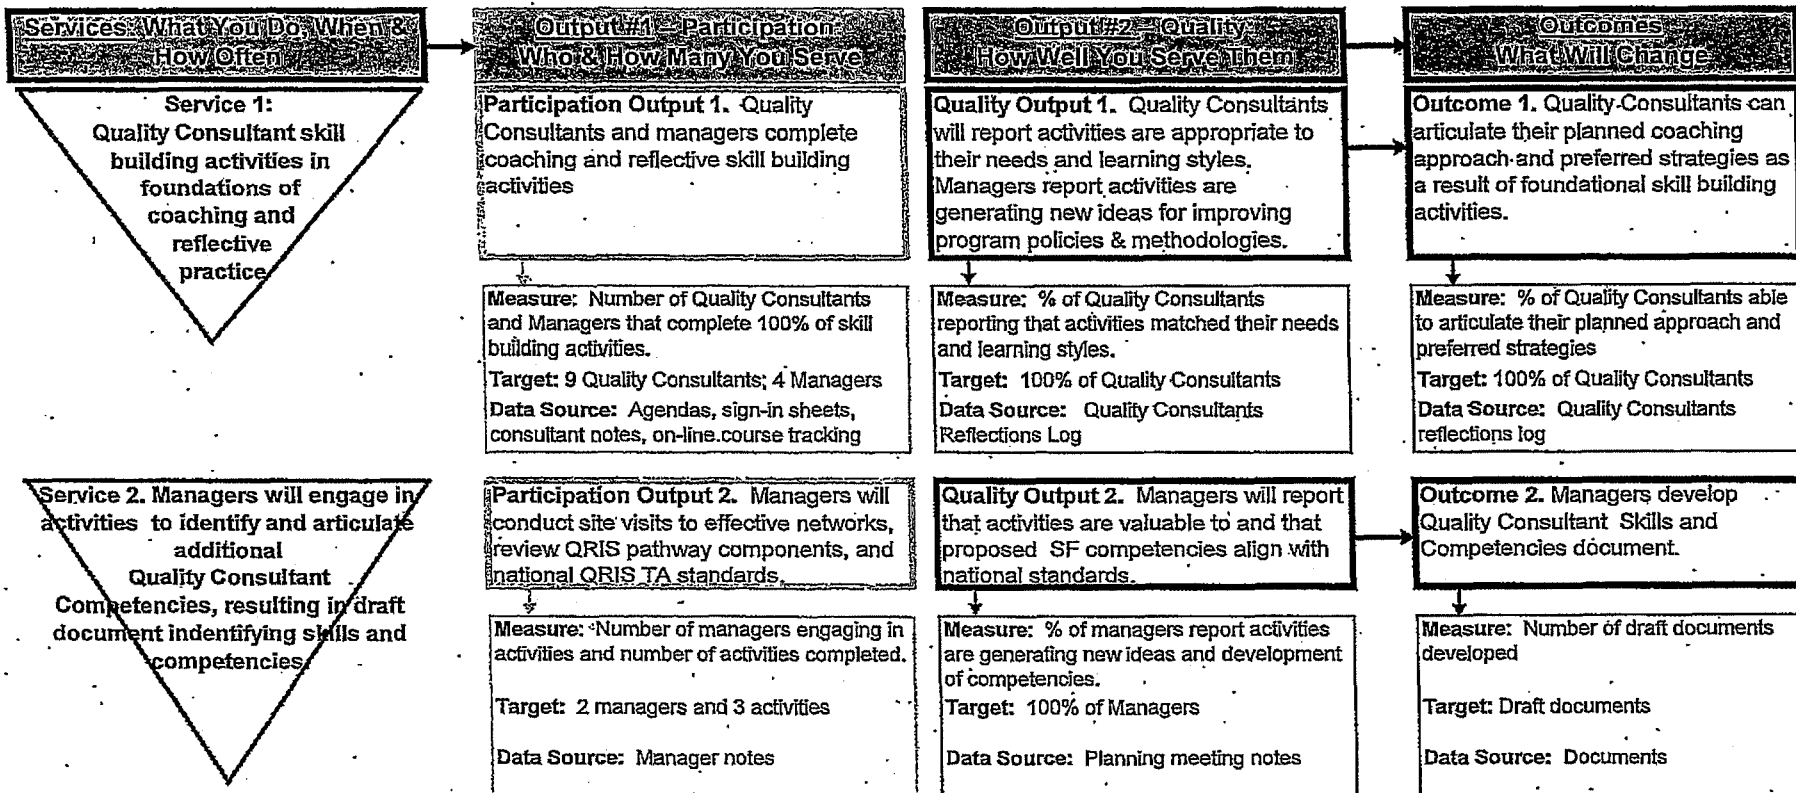 Services: What You Do, When &
How Often
Output #1 – Participation
Who & How Many You Serve
Output #2 – Quality
How Well You Serve Them
Outcomes
What Will Change
Service 1:
Quality Consultant skill
building activities in
foundations of
coaching and
reflective
practice
Participation Output 1. Quality
Consultants and managers complete
coaching and reflective skill building
activities
Quality Output 1. Quality Consultants
will report activities are appropriate to
their needs and learning styles.
Managers report activities are
generating new ideas for improving
program policies & methodologies.
Outcome 1. Quality Consultants can
articulate their planned coaching
approach and preferred strategies as
a result of foundational skill building
activities.
Measure: Number of Quality Consultants
and Managers that complete 100% of skill
building activities.
Target: 9 Quality Consultants; 4 Managers
Data Source: Agendas, sign-in sheets,
consultant notes, on-line course tracking
Measure: % of Quality Consultants
reporting that activities matched their needs
and learning styles.
Target: 100% of Quality Consultants
Data Source: Quality Consultants
Reflections Log
Measure: % of Quality Consultants able
to articulate their planned approach and
preferred strategies
Target: 100% of Quality Consultants
Data Source: Quality Consultants
reflections log
Service 2. Managers will engage in
activities to identify and articulate
additional
Quality Consultant
Competencies, resulting in draft
document indentifying skills and
competencies
Participation Output 2. Managers will
conduct site visits to effective networks,
review QRIS pathway components, and
national QRIS TA standards.
Quality Output 2. Managers will report
that activities are valuable to and that
proposed SF competencies align with
national standards.
Outcome 2. Managers develop
Quality Consultant Skills and
Competencies document.
Measure: Number of managers engaging in
activities and number of activities completed.
Target: 2 managers and 3 activities
Data Source: Manager notes
Measure: % of managers report activities
are generating new ideas and development
of competencies.
Target: 100% of Managers
Data Source: Planning meeting notes
Measure: Number of draft documents
developed
Target: Draft documents
Data Source: Documents